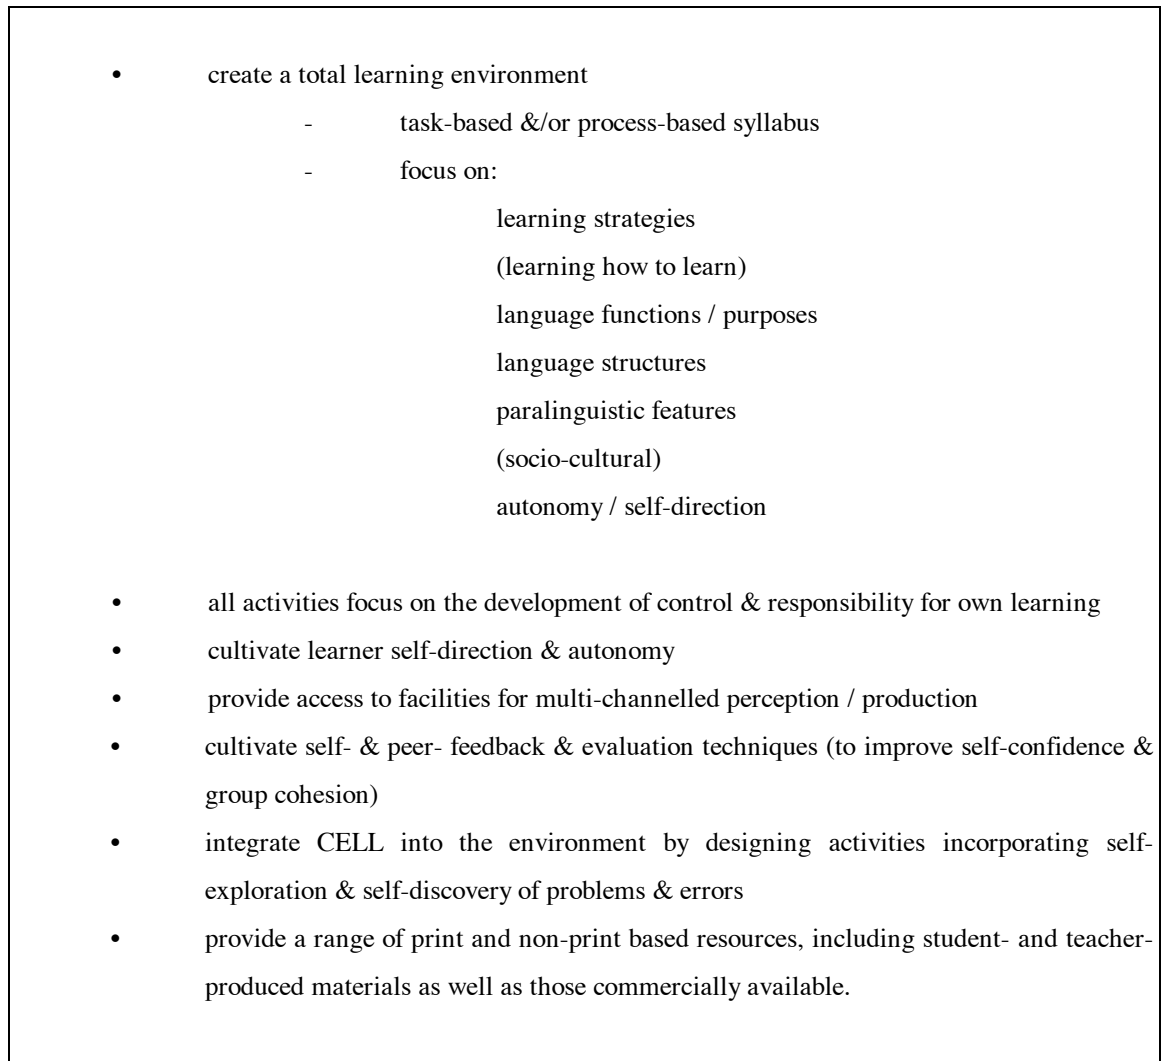 • create a total learning environment
- task-based &/or process-based syllabus
- focus on:
learning strategies
(learning how to learn)
language functions / purposes
language structures
paralinguistic features
(socio-cultural)
autonomy / self-direction
• all activities focus on the development of control & responsibility for own learning
• cultivate learner self-direction & autonomy
• provide access to facilities for multi-channelled perception / production
• cultivate self- & peer- feedback & evaluation techniques (to improve self-confidence &
group cohesion)
• integrate CELL into the environment by designing activities incorporating self-
exploration & self-discovery of problems & errors
• provide a range of print and non-print based resources, including student- and teacher-
produced materials as well as those commercially available.